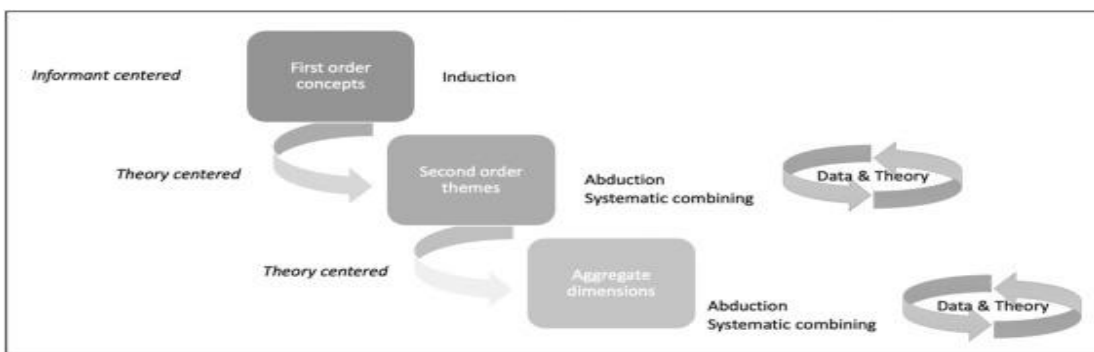 Informant centered
First order
concepts
Induction
Theory centered
Second order
themes
Abduction
Systematic combining
Data & Theory
Theory centered
Aggregate
dimensions
Abduction
Systematic combining
Data & Theory